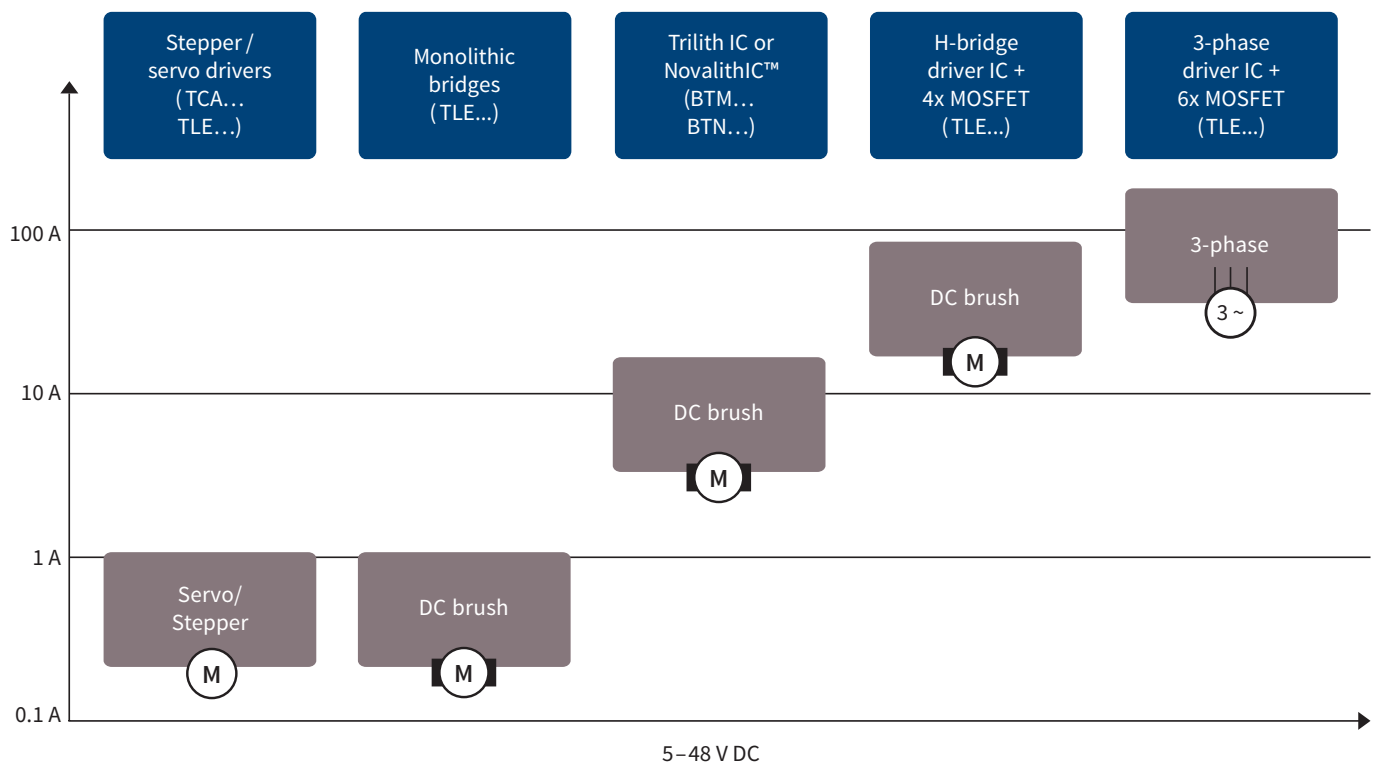 Stepper /
servo drivers
(TCA…
TLE…)
Monolithic
bridges
(TLE...)
Trilith IC or
NovalithIC™
(BTM…
BTN…)
H-bridge
driver IC +
4x MOSFET
(TLE...)
3-phase
driver IC +
6x MOSFET
(TLE...)
100 A
3-phase
3 ~
DC brush
M
10 A
DC brush
M
1 A
Servo/
Stepper
M
DC brush
M
0.1 A
5–48 V DC